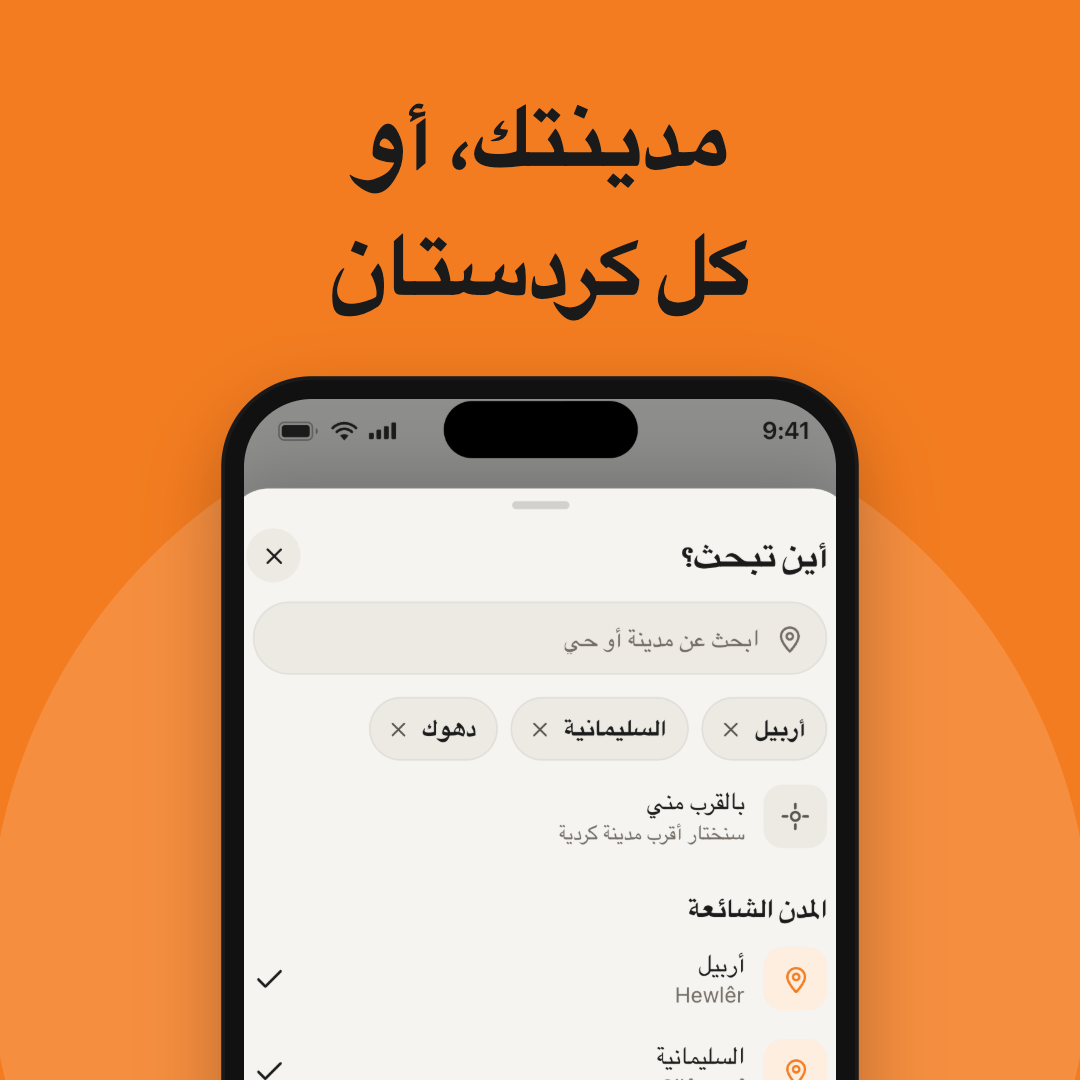 مدينتك، أو
كل كردستان
9:41
أين تبحث؟
ابحث عن مدينة أو حي
أربيل
السليمانية
دهوك
بالقرب مني
سنختار أقرب مدينة كردية
المدن الشائعة
أربيل
Hewlêr
السليمانية